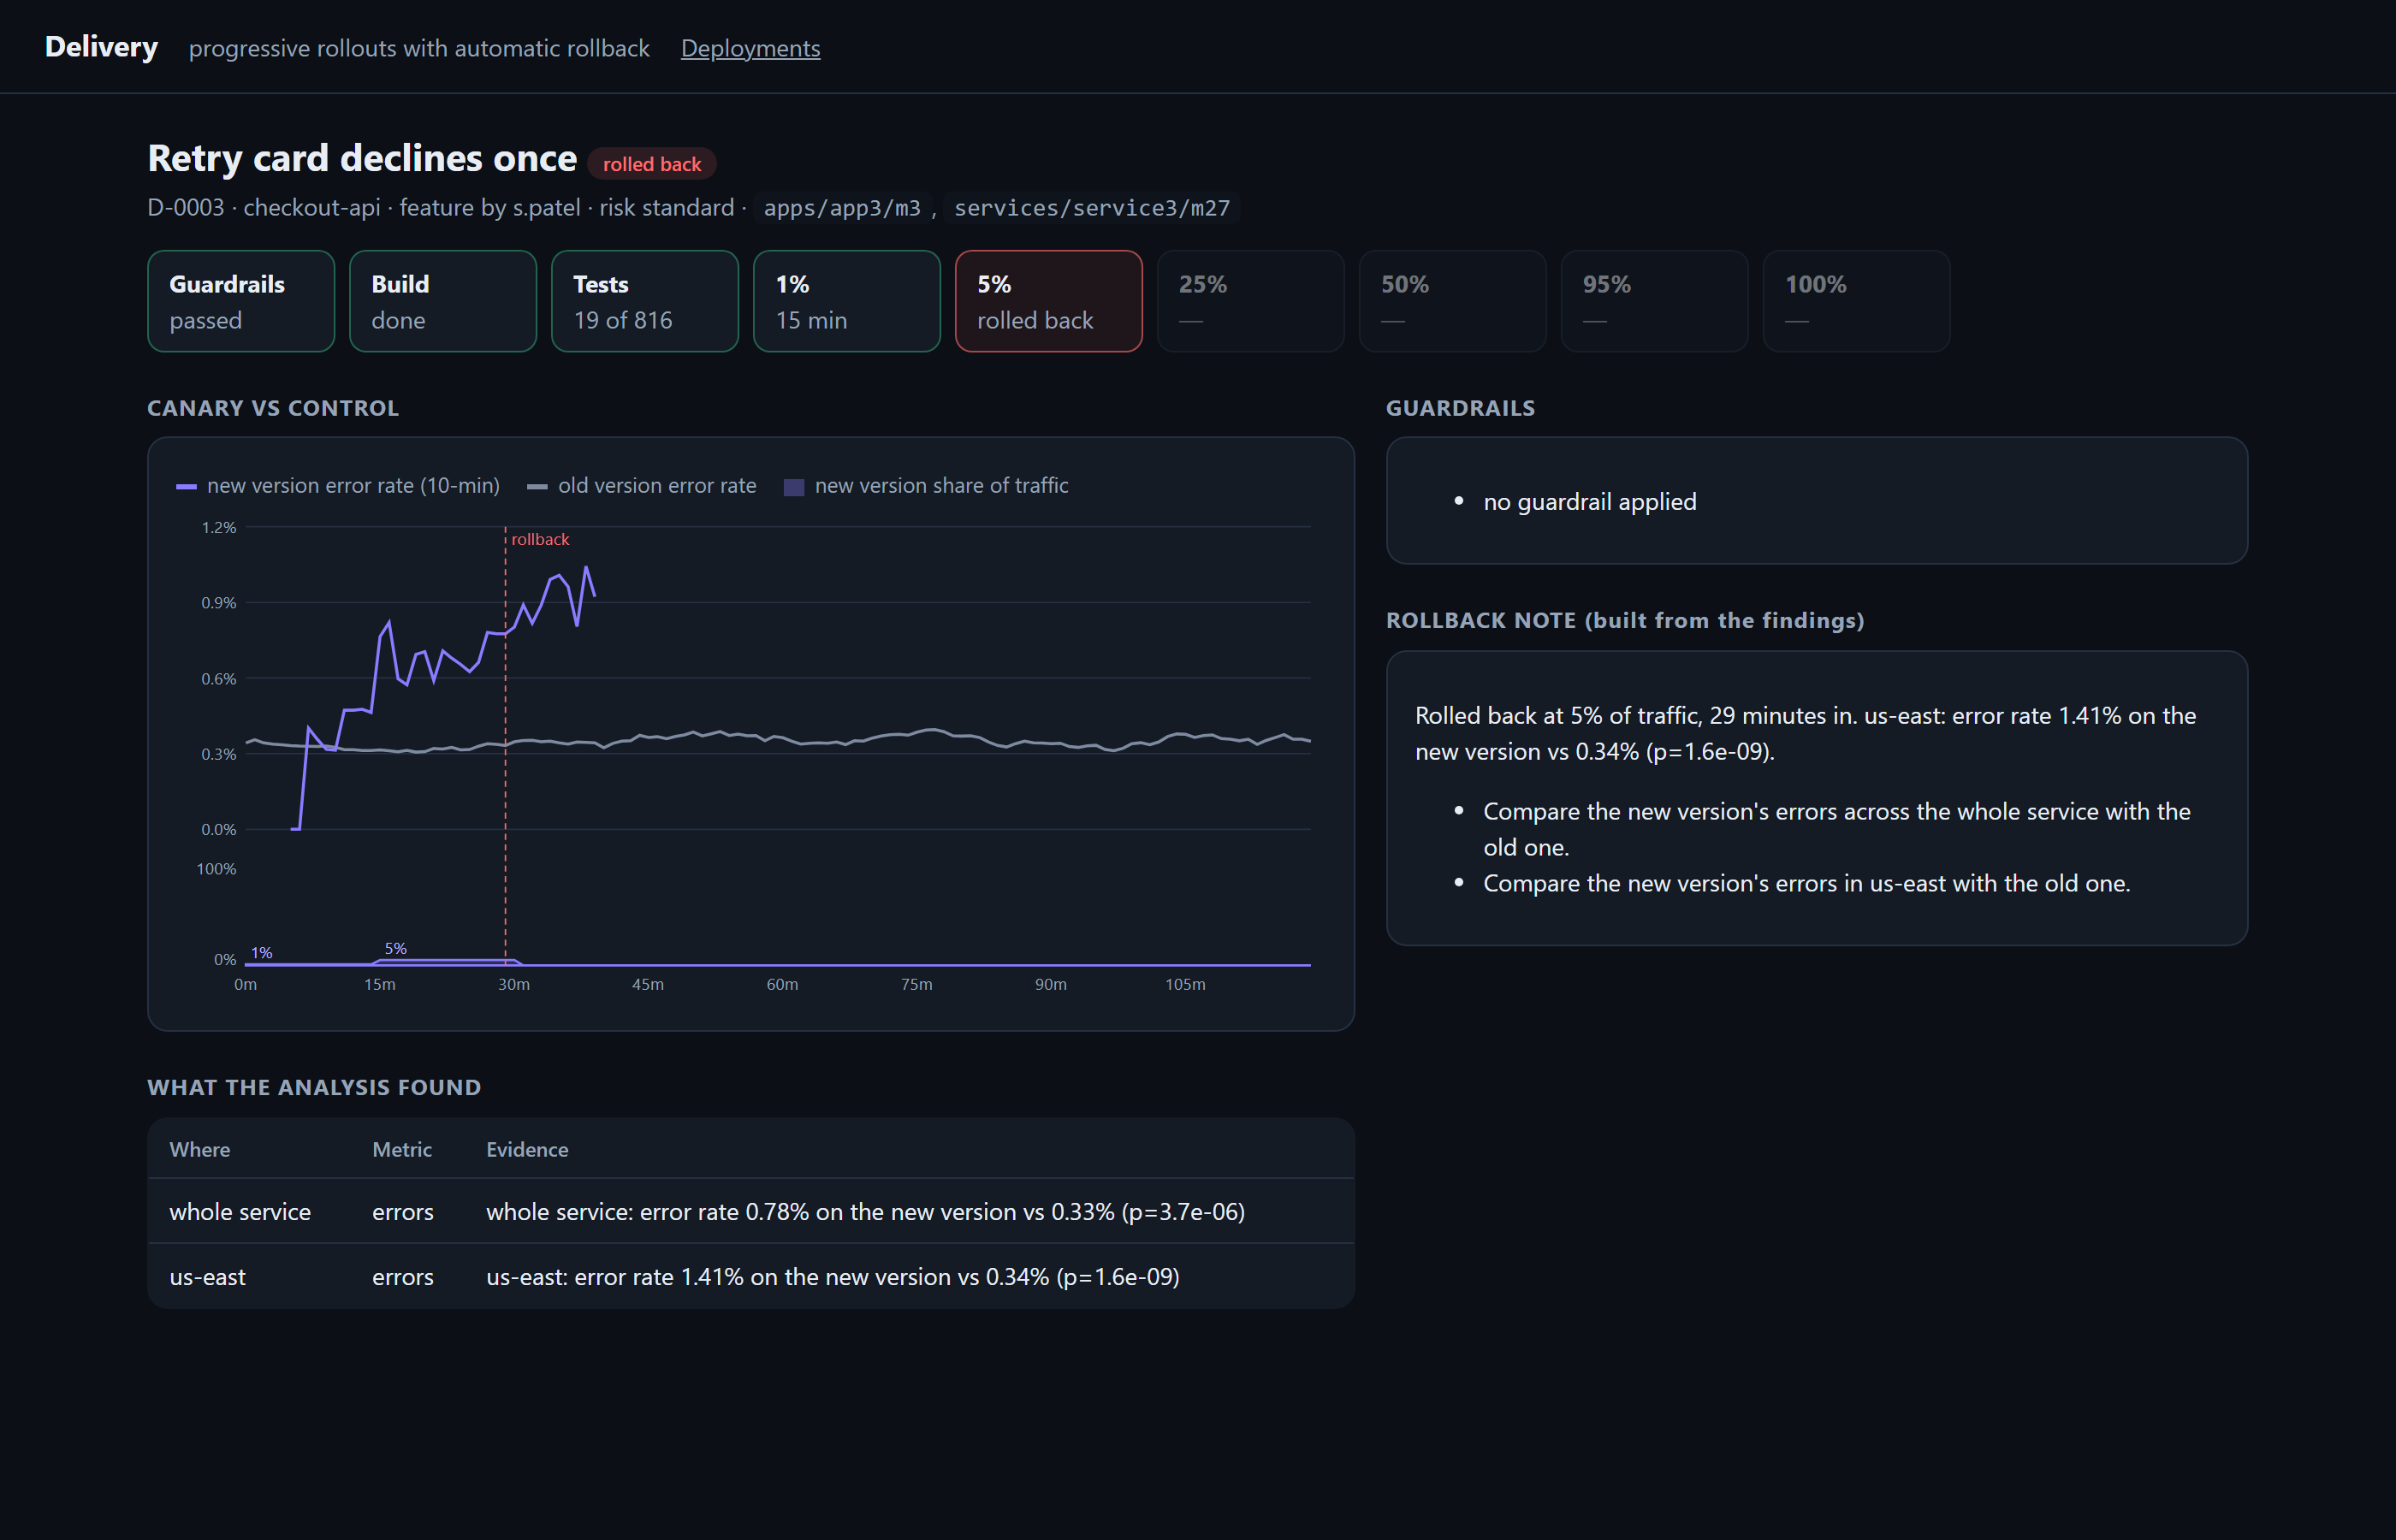 Delivery progressive rollouts with automatic rollback Deployments
Retry card declines once rolled back
D-0003 · checkout-api · feature by s.patel · risk standard · apps/app3/m3 , services/service3/m27
Guardrails
passed
Build
done
Tests
19 of 816
1%
15 min
5%
rolled back
25%
—
50%
—
95%
—
100%
—
CANARY VS CONTROL
new version error rate (10-min) old version error rate new version share of traffic
1.2%
rollback
0.9%
0.6%
0.3%
0.0%
100%
1% 5%
0%
0m 15m 30m 45m 60m 75m 90m 105m
GUARDRAILS
• no guardrail applied
ROLLBACK NOTE (built from the findings)
Rolled back at 5% of traffic, 29 minutes in. us-east: error rate 1.41% on the
new version vs 0.34% (p=1.6e-09).
• Compare the new version's errors across the whole service with the
old one.
• Compare the new version's errors in us-east with the old one.
WHAT THE ANALYSIS FOUND
Where Metric Evidence
whole service errors whole service: error rate 0.78% on the new version vs 0.33% (p=3.7e-06)
us-east errors us-east: error rate 1.41% on the new version vs 0.34% (p=1.6e-09)